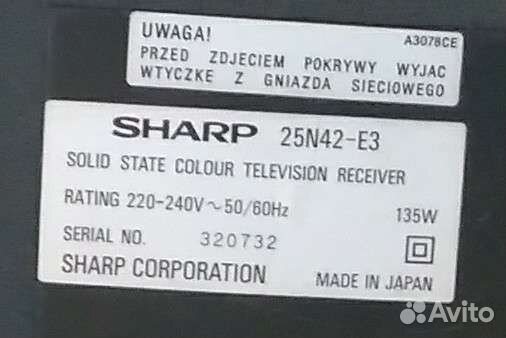 UWAGA! A3078CE
PRZED ZDJECIEM POKRYWY WYJAC
WTYCZKE Z GNIAZDA SIECIOWEGO
SHARP 25N42-E3
SOLID STATE COLOUR TELEVISION RECEIVER
RATING 220-240V~50/60Hz 135W
SERIAL NO. 320732
SHARP CORPORATION MADE IN JAPAN
Avito